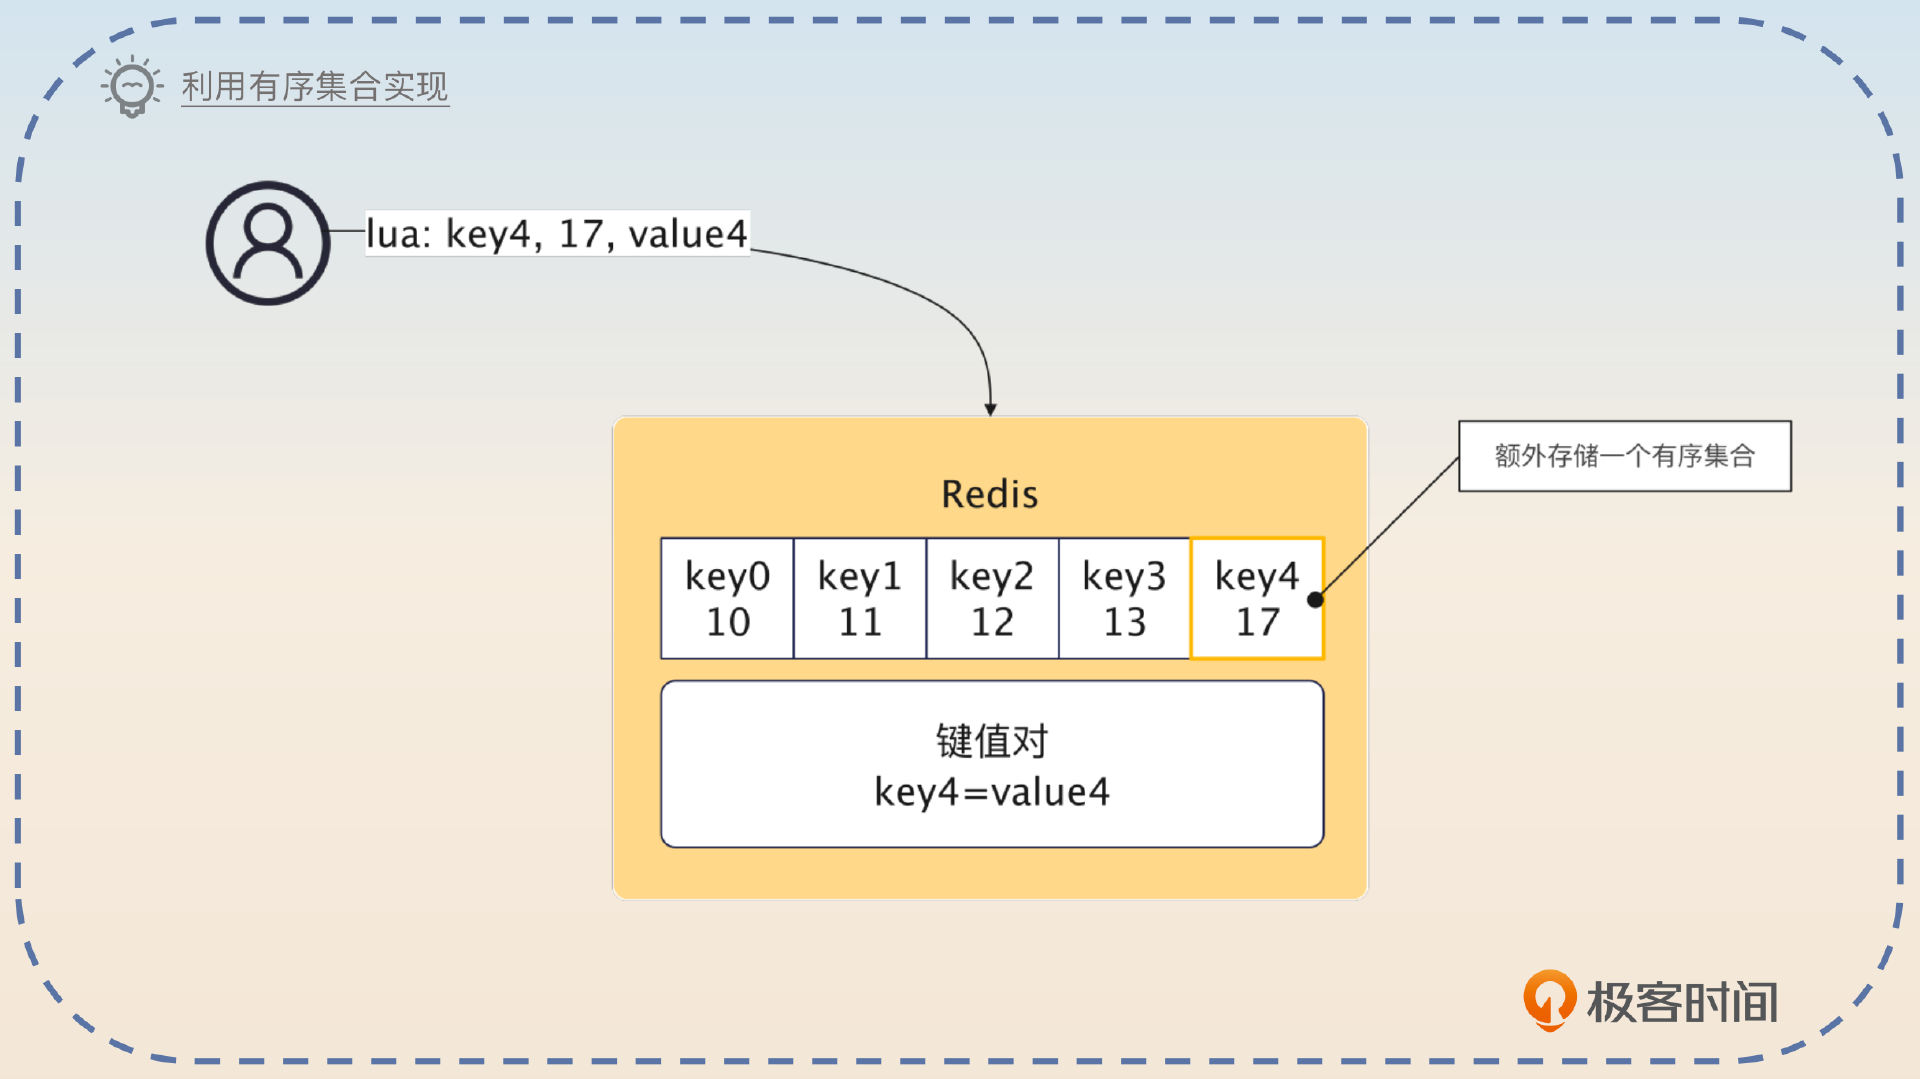 利用有序集合实现
lua: key4, 17, value4
额外存储一个有序集合
Redis
key0 key1 key2 key3 key4
10 11 12 13 17
键值对
key4=value4
极客时间